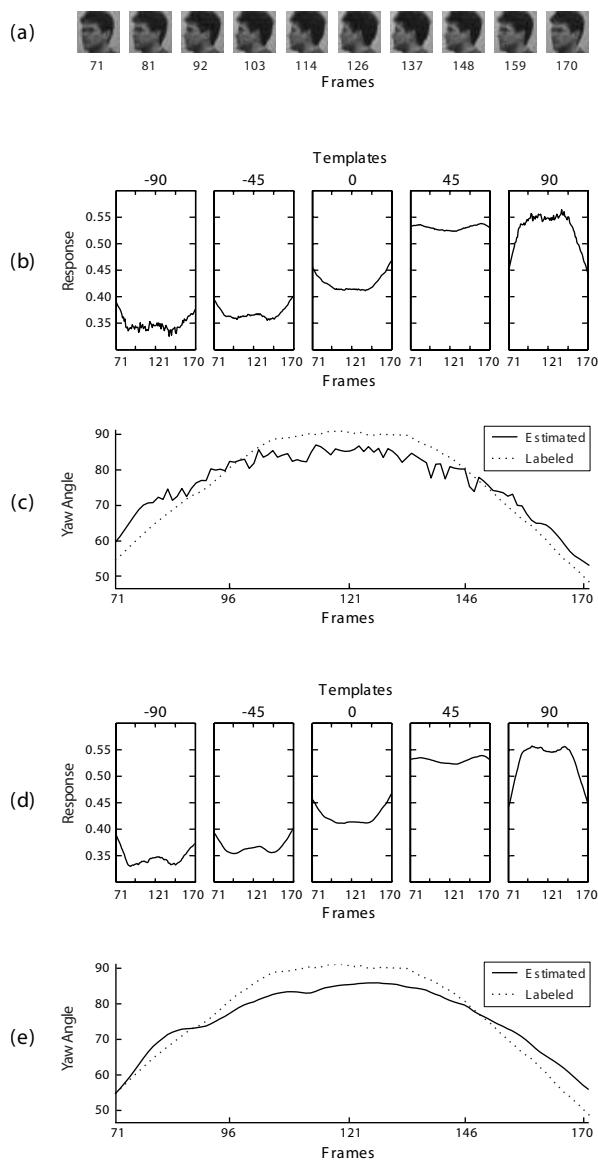 (a)
71 81 92 103 114 126 137 148 159 170
Frames
Templates
-90 -45 0 45 90
(b)
Response
0.55
0.50
0.45
0.40
0.35
71 121 170 71 121 170 71 121 170 71 121 170 71 121 170
Frames
(c)
Yaw Angle
90
80
70
60
50
Estimated
Labeled
71 96 121 146 170
Frames
Templates
-90 -45 0 45 90
(d)
Response
0.55
0.50
0.45
0.40
0.35
71 121 170 71 121 170 71 121 170 71 121 170 71 121 170
Frames
(e)
Yaw Angle
90
80
70
60
50
Estimated
Labeled
71 96 121 146 170
Frames